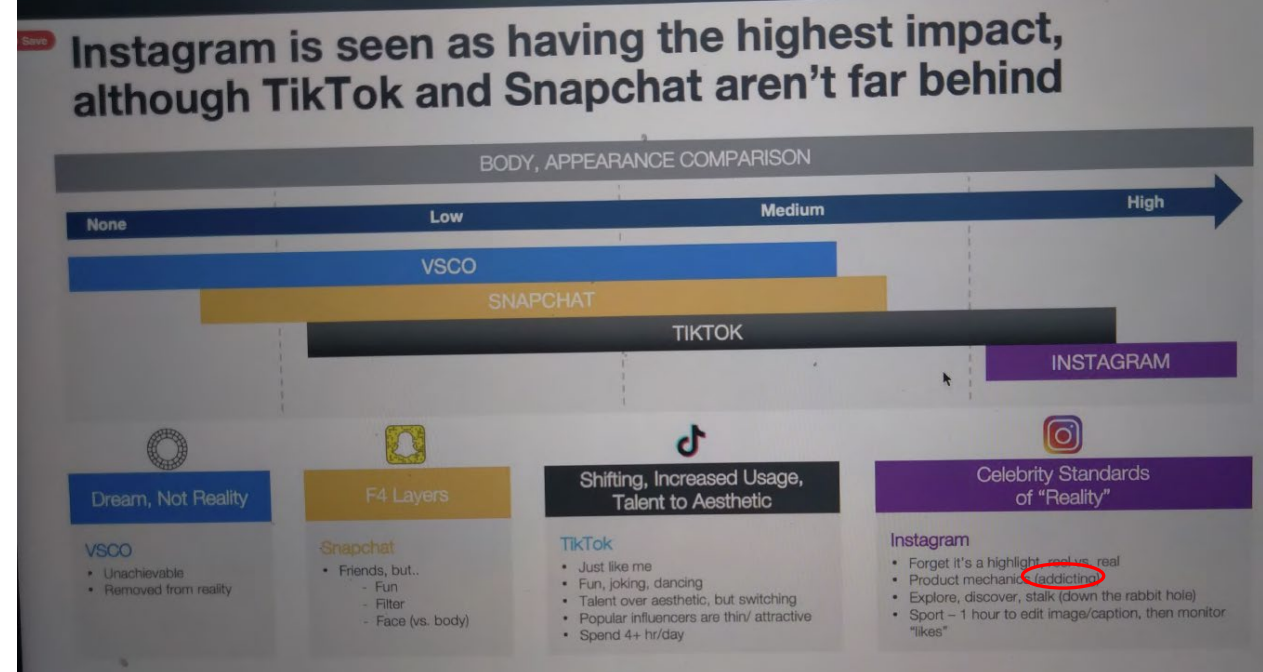 Save
Instagram is seen as having the highest impact,
although TikTok and Snapchat aren't far behind
BODY, APPEARANCE COMPARISON
None
Low
Medium
High
VSCO
SNAPCHAT
TIKTOK
INSTAGRAM
Dream, Not Reality
VSCO
• Unachievable
• Removed from reality
F4 Layers
Snapchat
• Friends, but..
- Fun
- Filter
- Face (vs. body)
Shifting, Increased Usage,
Talent to Aesthetic
TikTok
• Just like me
• Fun, joking, dancing
• Talent over aesthetic, but switching
• Popular influencers are thin/ attractive
• Spend 4+ hr/day
Celebrity Standards
of "Reality"
Instagram
• Forget it's a highlight, reel vs. real
• Product mechanics (addicting)
• Explore, discover, stalk (down the rabbit hole)
• Sport – 1 hour to edit image/caption, then monitor
"likes"